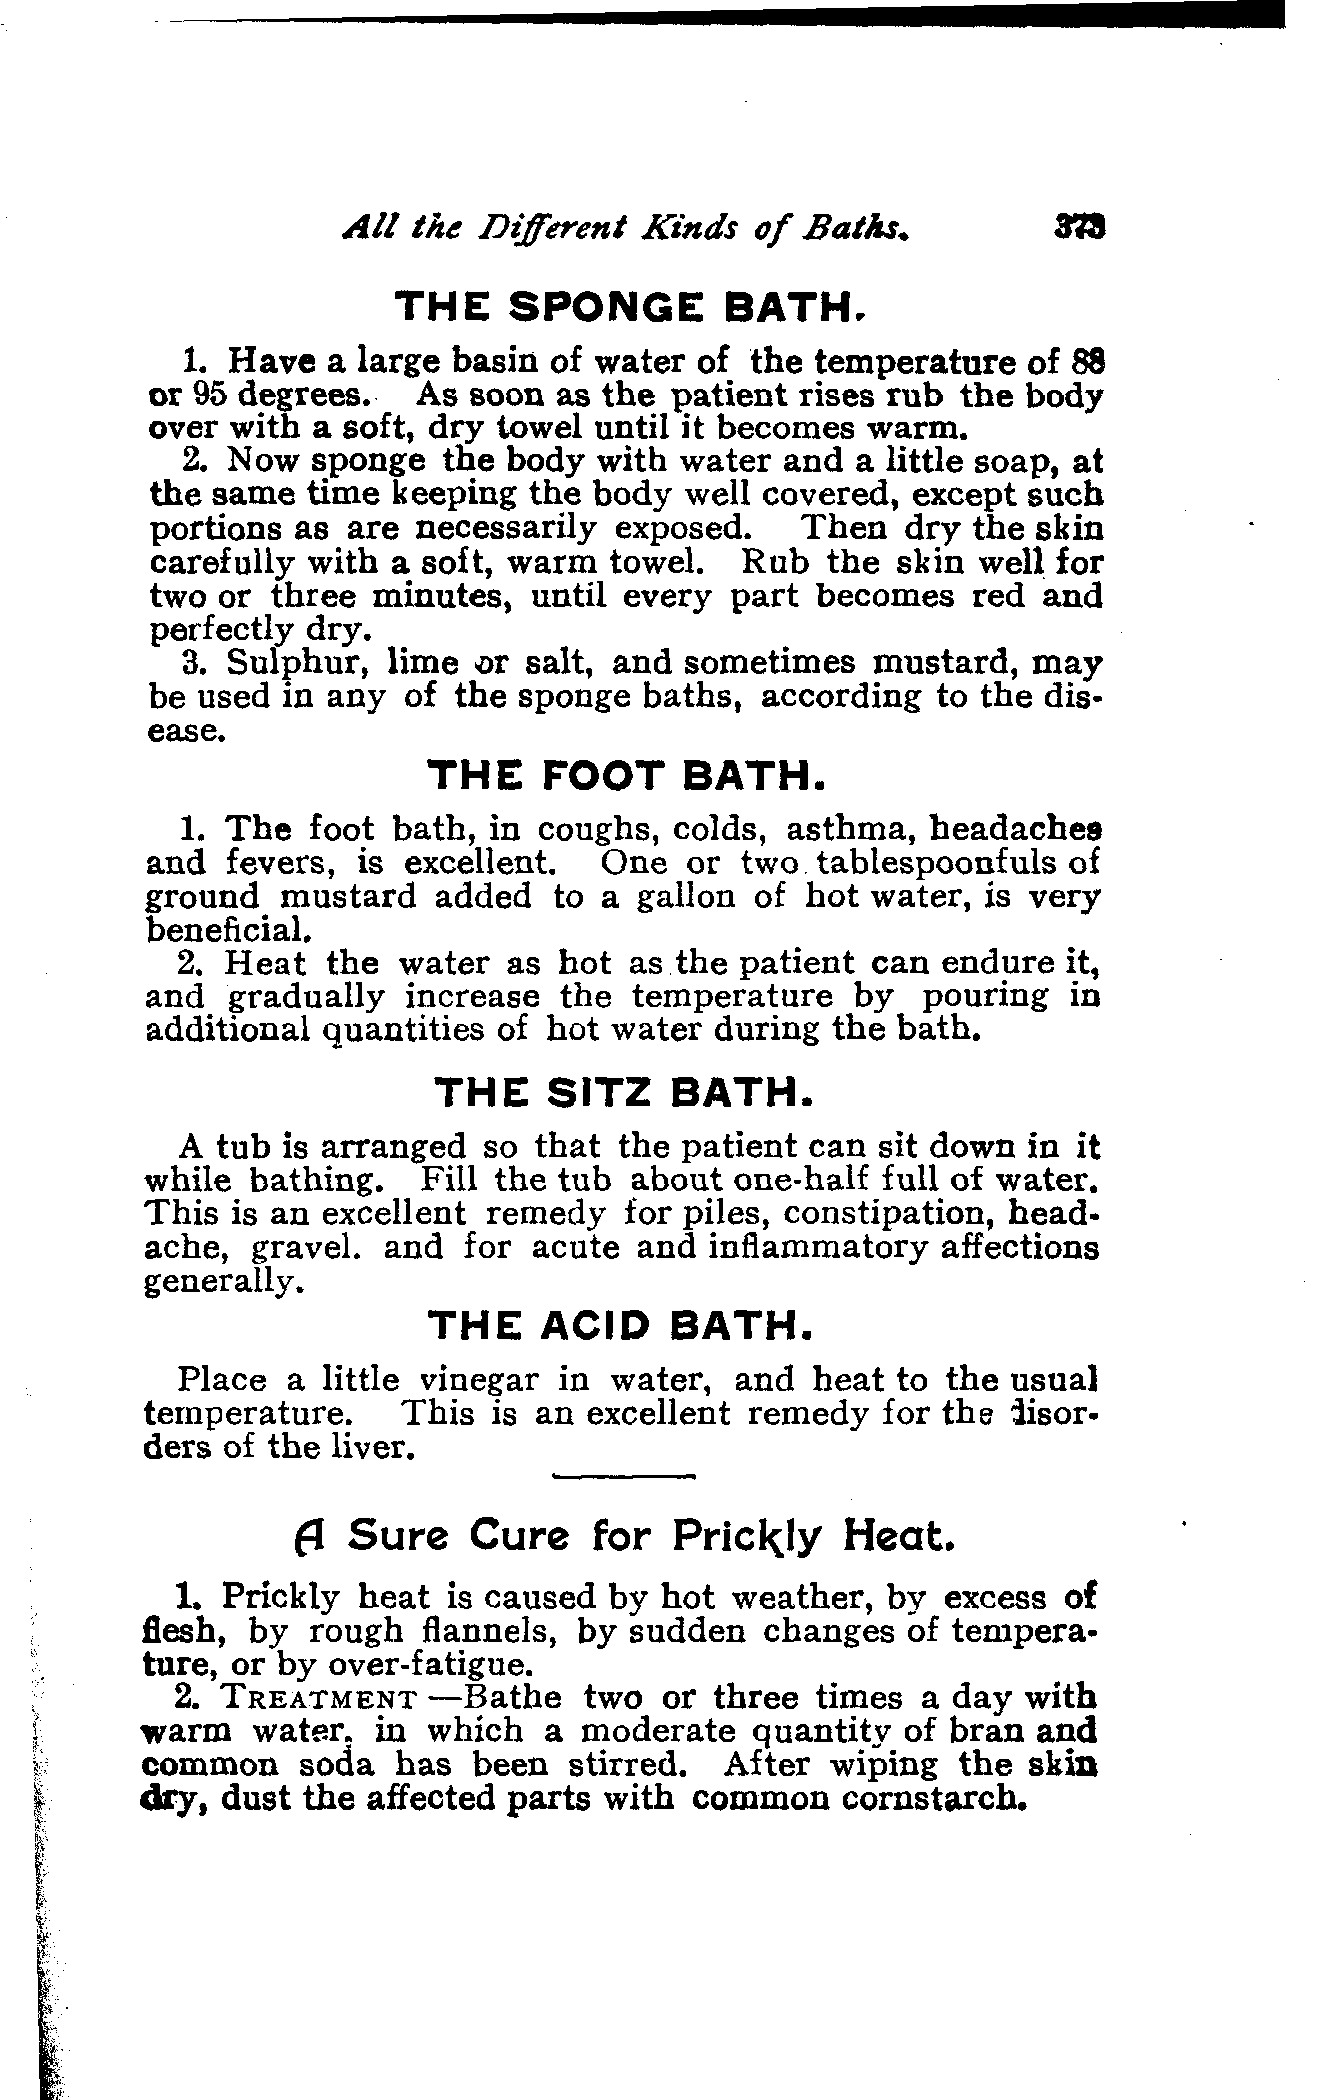 All the Different Kinds of Baths. 373
THE SPONGE BATH.
1. Have a large basin of water of the temperature of 88
or 95 degrees. As soon as the patient rises rub the body
over with a soft, dry towel until it becomes warm.
2. Now sponge the body with water and a little soap, at
the same time keeping the body well covered, except such
portions as are necessarily exposed. Then dry the skin
carefully with a soft, warm towel. Rub the skin well for
two or three minutes, until every part becomes red and
perfectly dry.
3. Sulphur, lime or salt, and sometimes mustard, may
be used in any of the sponge baths, according to the dis-
ease.
THE FOOT BATH.
1. The foot bath, in coughs, colds, asthma, headaches
and fevers, is excellent. One or two tablespoonfuls of
ground mustard added to a gallon of hot water, is very
beneficial.
2. Heat the water as hot as the patient can endure it,
and gradually increase the temperature by pouring in
additional quantities of hot water during the bath.
THE SITZ BATH.
A tub is arranged so that the patient can sit down in it
while bathing. Fill the tub about one-half full of water.
This is an excellent remedy for piles, constipation, head-
ache, gravel. and for acute and inflammatory affections
generally.
THE ACID BATH.
Place a little vinegar in water, and heat to the usual
temperature. This is an excellent remedy for the disor-
ders of the liver.
A Sure Cure for Prickly Heat.
1. Prickly heat is caused by hot weather, by excess of
flesh, by rough flannels, by sudden changes of tempera-
ture, or by over-fatigue.
2. TREATMENT—Bathe two or three times a day with
warm water, in which a moderate quantity of bran and
common soda has been stirred. After wiping the skin
dry, dust the affected parts with common cornstarch.